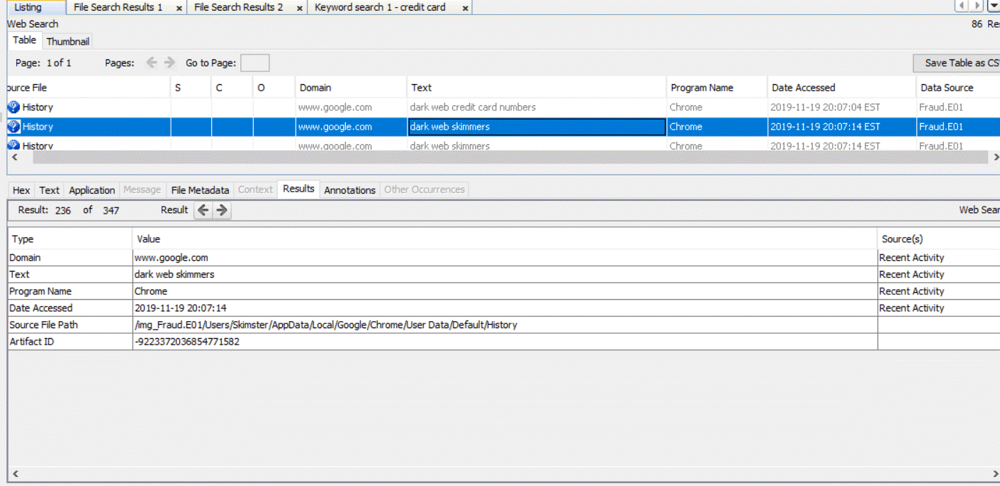 Listing File Search Results 1 x File Search Results 2 x Keyword search 1 - credit card x
Web Search 86
Table Thumbnail
Page: 1 of 1 Pages: Go to Page: Save Table as
File S C O Domain Text Program Name Date Accessed Data Source
History www.google.com dark web credit card numbers Chrome 2019-11-19 20:07:04 EST Fraud.E01
History www.google.com dark web skimmers Chrome 2019-11-19 20:07:14 EST Fraud.E01
History www.google.com dark web skimmers Chrome 2019-11-19 20:07:14 EST Fraud.E01
Hex Text Application Message File Metadata Context Results Annotations Other Occurrences
Result: 236 of 347 Result Web
Type Value Source(s)
Domain www.google.com Recent Activity
Text dark web skimmers Recent Activity
Program Name Chrome Recent Activity
Date Accessed 2019-11-19 20:07:14 Recent Activity
Source File Path /img_Fraud.E01/Users/Skimster/AppData/Local/Google/Chrome/User Data/Default/History
Artifact ID -9223372036854771582